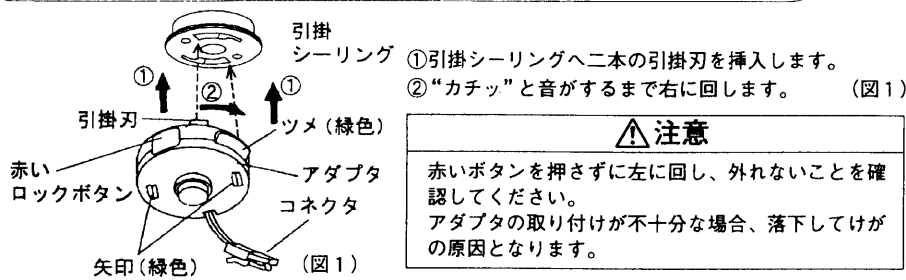 引掛
シーリング
①
②
①
引掛刃
ツメ(緑色)
赤い
ロックボタン
アダプタ
コネクタ
矢印(緑色)
(図1)
①引掛シーリングへ二本の引掛刃を挿入します。
②“カチッ”と音がするまで右に回します。 (図1)
⚠注意
赤いボタンを押さずに左に回し、外れないことを確
認してください。
アダプタの取り付けが不十分な場合、落下してけが
の原因となります。